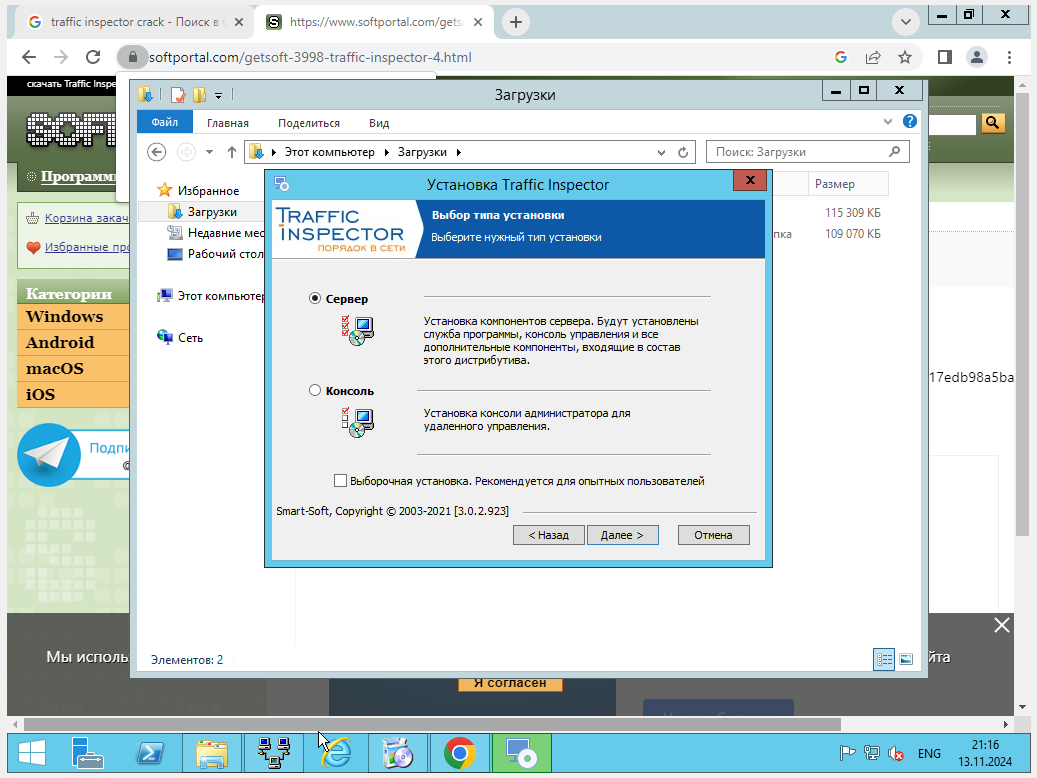 traffic inspector crack - Поиск в
https://www.softportal.com/gets
softportal.com/getsoft-3998-traffic-inspector-4.html
скачать Traffic Inspe
SOFT
Программ
Корзина закач
Избранные про
Категории
Windows
Android
macOS
iOS
Подпи
@
Загрузки
Файл
Главная
Поделиться
Вид
Этот компьютер
Загрузки
Поиск: Загрузки
Избранное
Загрузки
Недавние мес
Рабочий стол
Этот компьютер
Сеть
Размер
115 309 КБ
пка
109 070 КБ
Установка Traffic Inspector
TRAFFIC
INSPECTOR
ПОРЯДОК В СЕТИ
Выбор типа установки
Выберите нужный тип установки
Сервер
Установка компонентов сервера. Будут установлены
служба программы, консоль управления и все
дополнительные компоненты, входящие в состав
этого дистрибутива.
Консоль
Установка консоли администратора для
удаленного управления.
Выборочная установка. Рекомендуется для опытных пользователей
Smart-Soft, Copyright © 2003-2021 [3.0.2.923]
< Назад
Далее >
Отмена
17edb98a5ba
Элементов: 2
Мы исполь
йта
Я согласен
ENG
21:16
13.11.2024